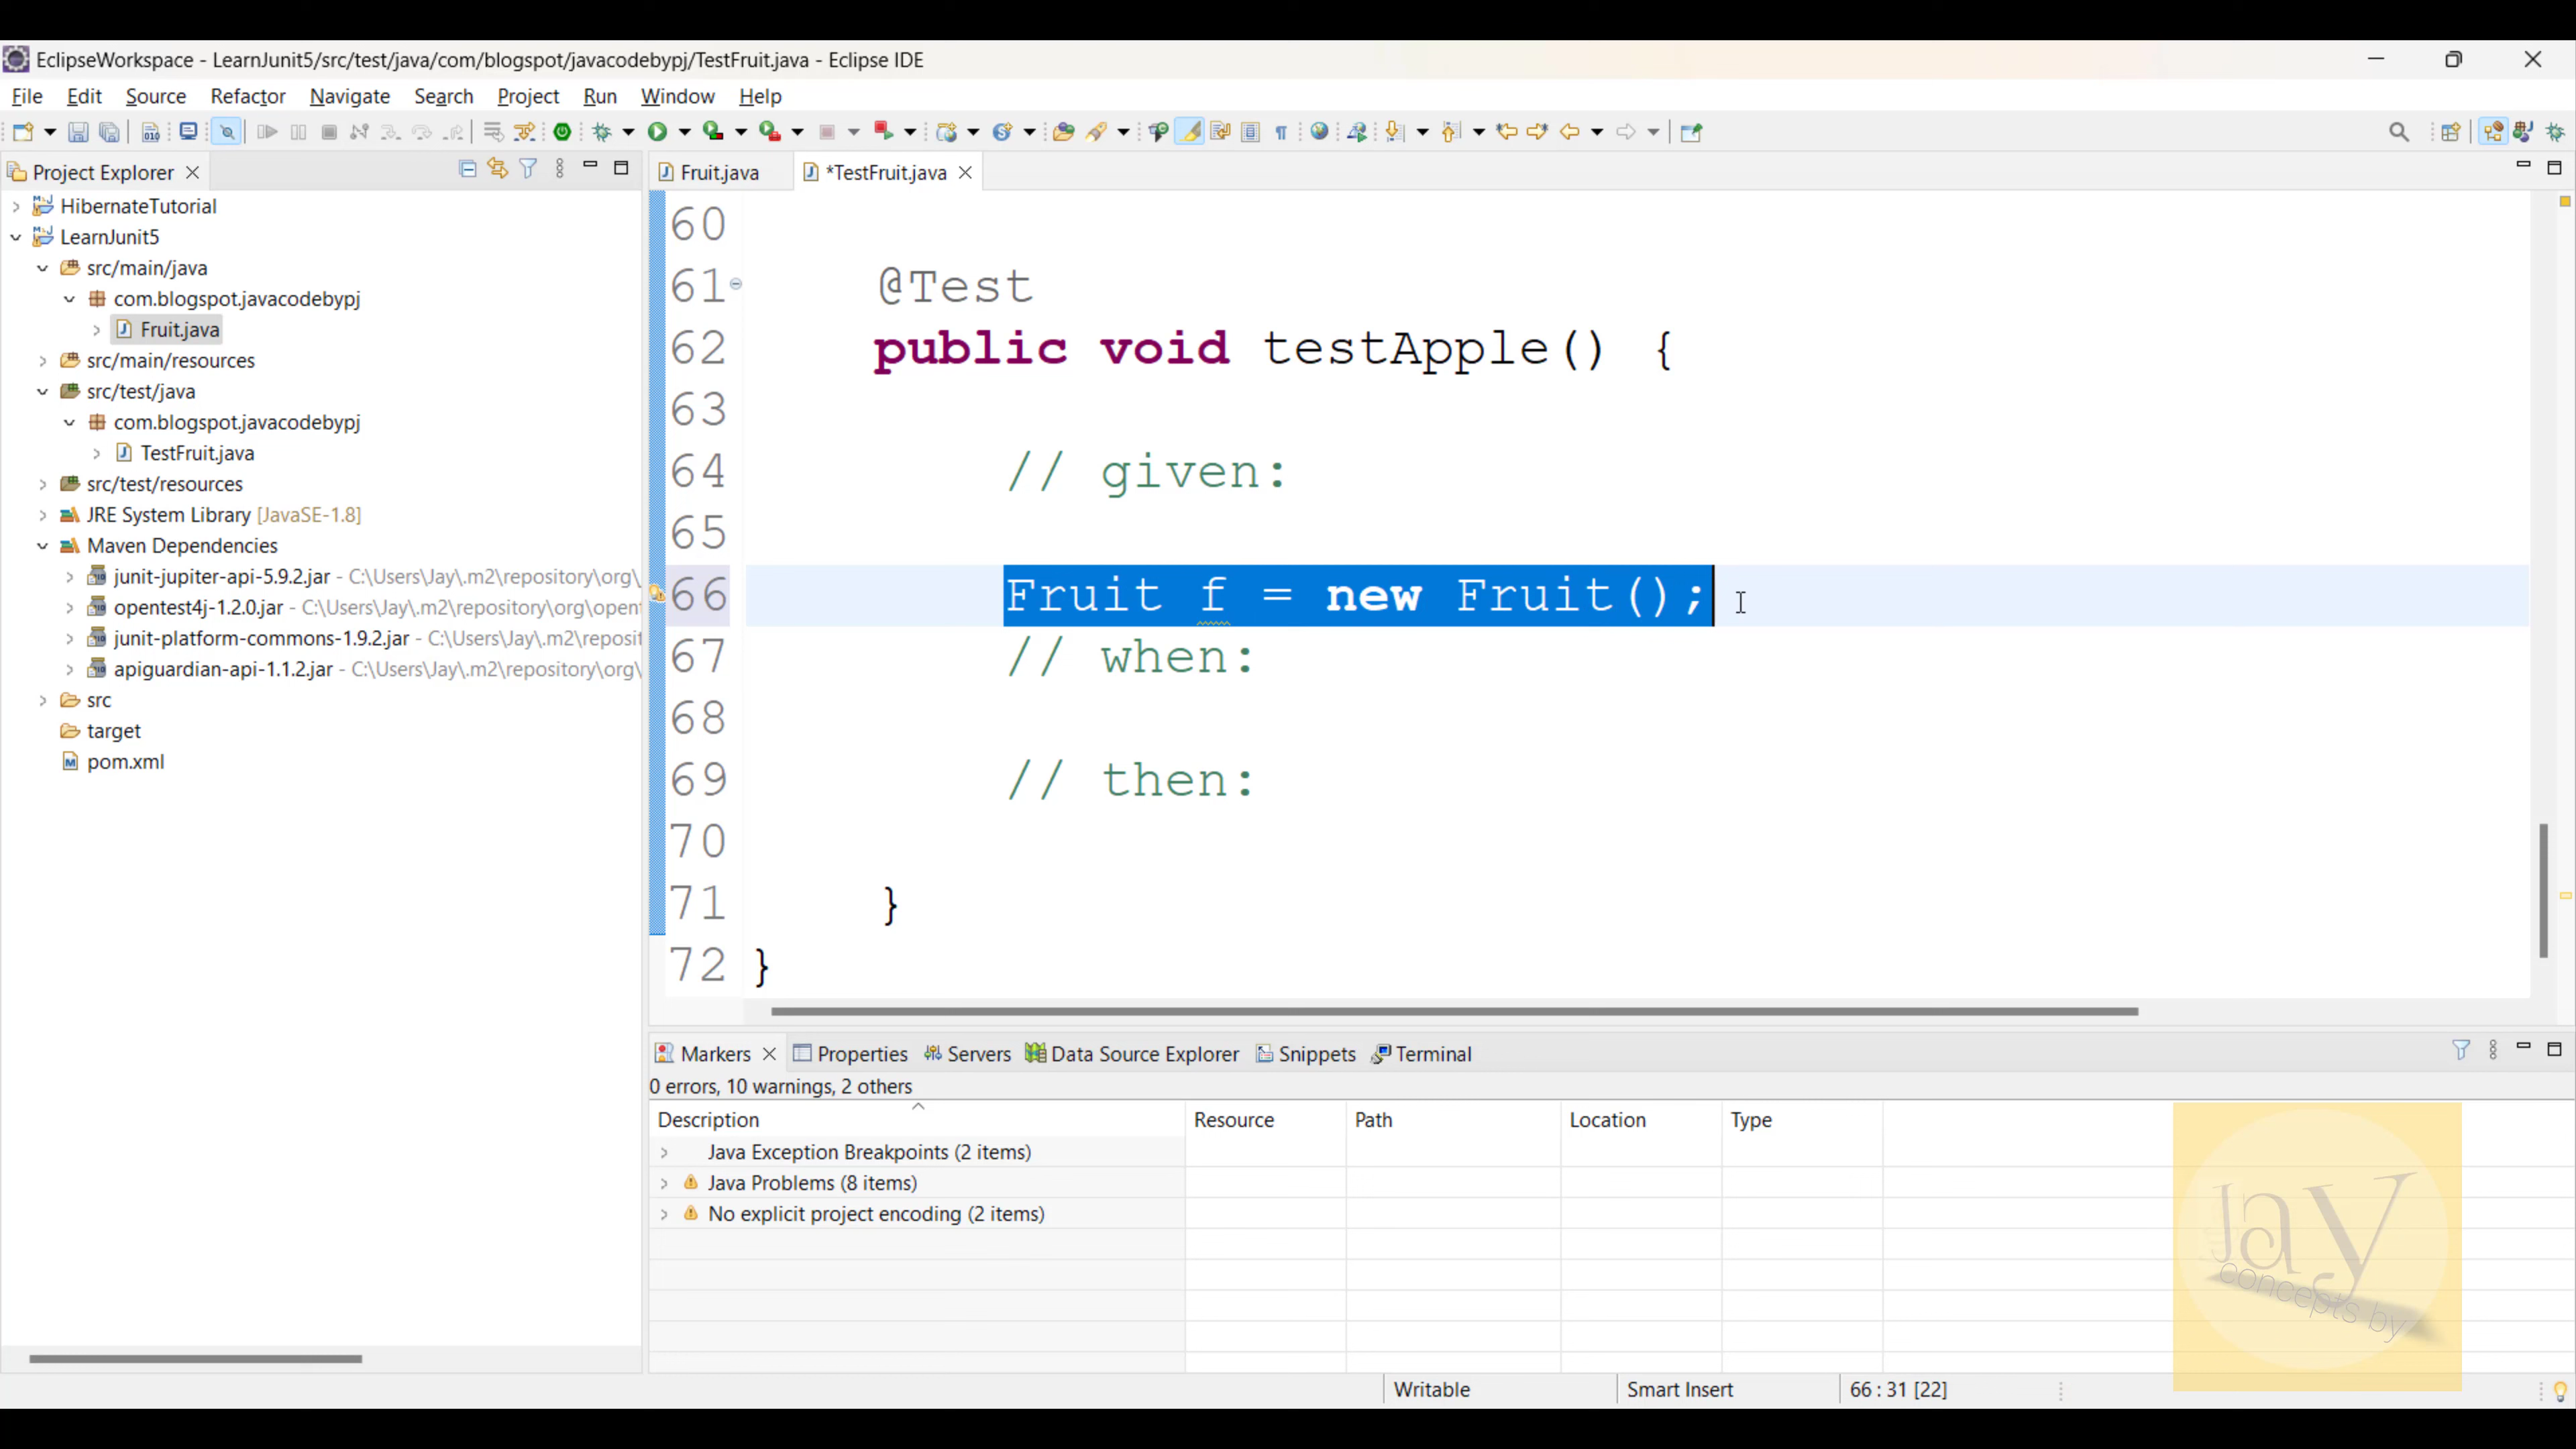 EclipseWorkspace - LearnJunit5/src/test/java/com/blogspot/javacodebypj/TestFruit.java - Eclipse IDE
File Edit Source Refactor Navigate Search Project Run Window Help
Project Explorer
Fruit.java
*TestFruit.java
HibernateTutorial
LearnJunit5
src/main/java
com.blogspot.javacodebypj
Fruit.java
src/main/resources
src/test/java
com.blogspot.javacodebypj
TestFruit.java
src/test/resources
JRE System Library [JavaSE-1.8]
Maven Dependencies
junit-jupiter-api-5.9.2.jar - C:\Users\Jay\.m2\repository\org\
opentest4j-1.2.0.jar - C:\Users\Jay\.m2\repository\org\opent
junit-platform-commons-1.9.2.jar - C:\Users\Jay\.m2\reposit
apiguardian-api-1.1.2.jar - C:\Users\Jay\.m2\repository\org\
src
target
pom.xml
60
61 @Test
62 public void testApple() {
63
64 // given:
65
66 Fruit f = new Fruit();
67 // when:
68
69 // then:
70
71 }
72 }
Markers Properties Servers Data Source Explorer Snippets Terminal
0 errors, 10 warnings, 2 others
Description Resource Path Location Type
Java Exception Breakpoints (2 items)
Java Problems (8 items)
No explicit project encoding (2 items)
Jay
concepts by
Writable Smart Insert 66 : 31 [22]